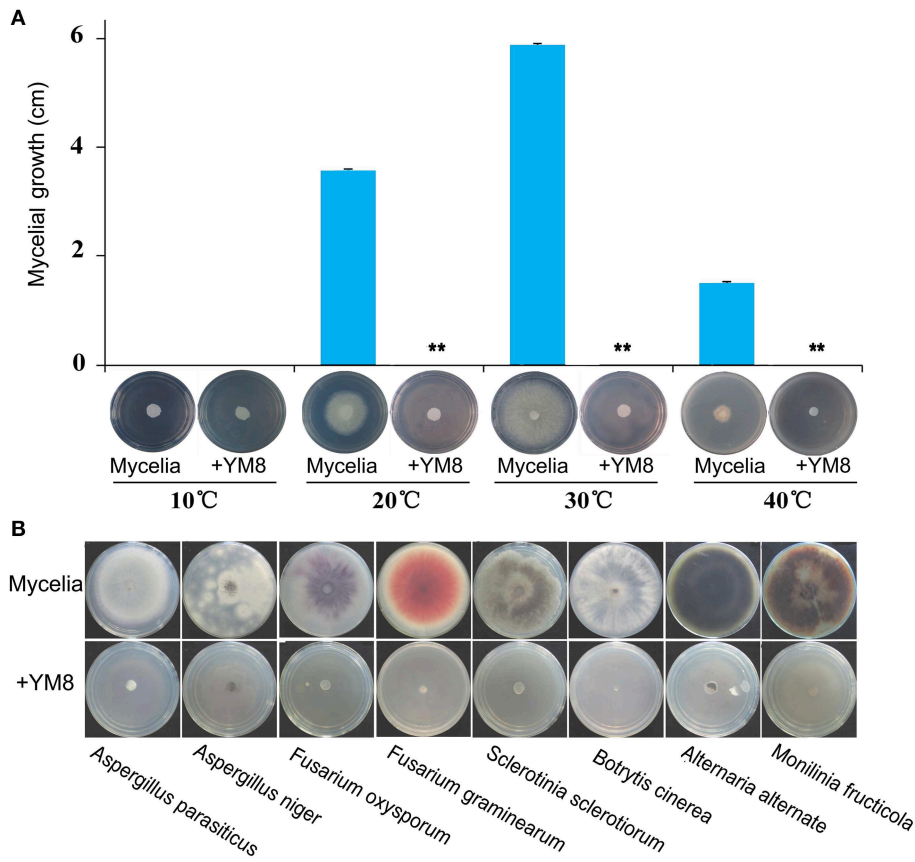 A
Mycelial growth (cm)
6
4
2
0
** ** **
Mycelia +YM8 Mycelia +YM8 Mycelia +YM8 Mycelia +YM8
10℃ 20℃ 30℃ 40℃
B
Mycelia
+YM8
Aspergillus parasiticus
Aspergillus niger
Fusarium oxysporum
Fusarium graminearum
Sclerotinia sclerotiorum
Botrytis cinerea
Alternaria alternate
Monilinia fructicola